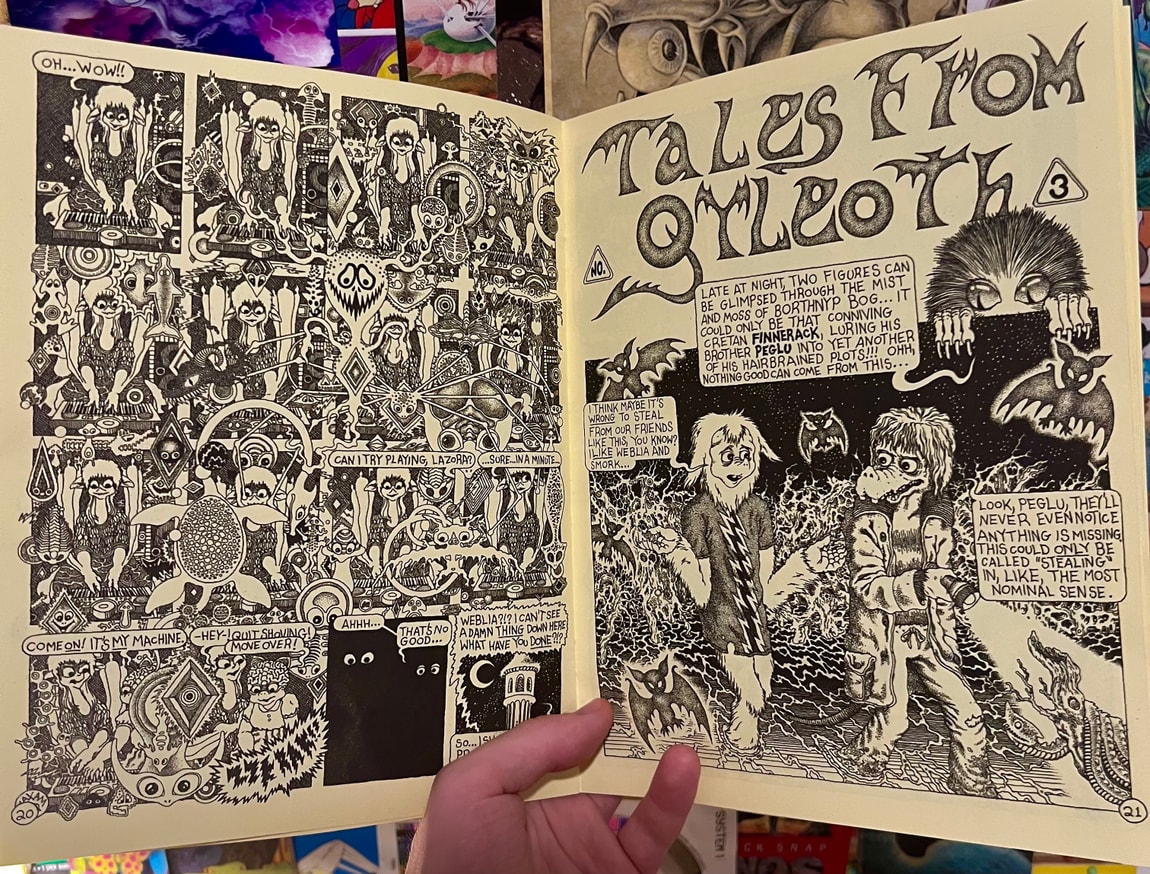 OH...WOW!!
CAN I TRY PLAYING, LAZORA?
...SURE...IN A MINUTE...
COME ON! IT'S MY MACHINE,
-HEY-! QUIT SHOVING!
MOVE OVER!
AHHH...
THAT'S NO
GOOD...
WEBLIA?!? I CAN'T SEE
A DAMN THING DOWN HERE
WHAT HAVE YOU DONE?!?
SO...
20
TALES FROM
GYLEOTH
NO.
3
LATE AT NIGHT, TWO FIGURES CAN
BE GLIMPSED THROUGH THE MIST
AND MOSS OF BORTHNYP BOG... IT
COULD ONLY BE THAT CONNIVING
CRETAN FINNERACK, LURING HIS
BROTHER PEGLU INTO YET ANOTHER
OF HIS HAIRBRAINED PLOTS!!! OHH,
NOTHING GOOD CAN COME FROM THIS...
I THINK MAYBE IT'S
WRONG TO STEAL
FROM OUR FRIENDS
LIKE THIS, YOU KNOW?
I LIKE WEBLIA AND
SMORK...
LOOK, PEGLU, THEY'LL
NEVER EVEN NOTICE
ANYTHING IS MISSING
THIS COULD ONLY BE
CALLED "STEALING"
IN, LIKE, THE MOST
NOMINAL SENSE.
21
SYSTEM 1
SNAP